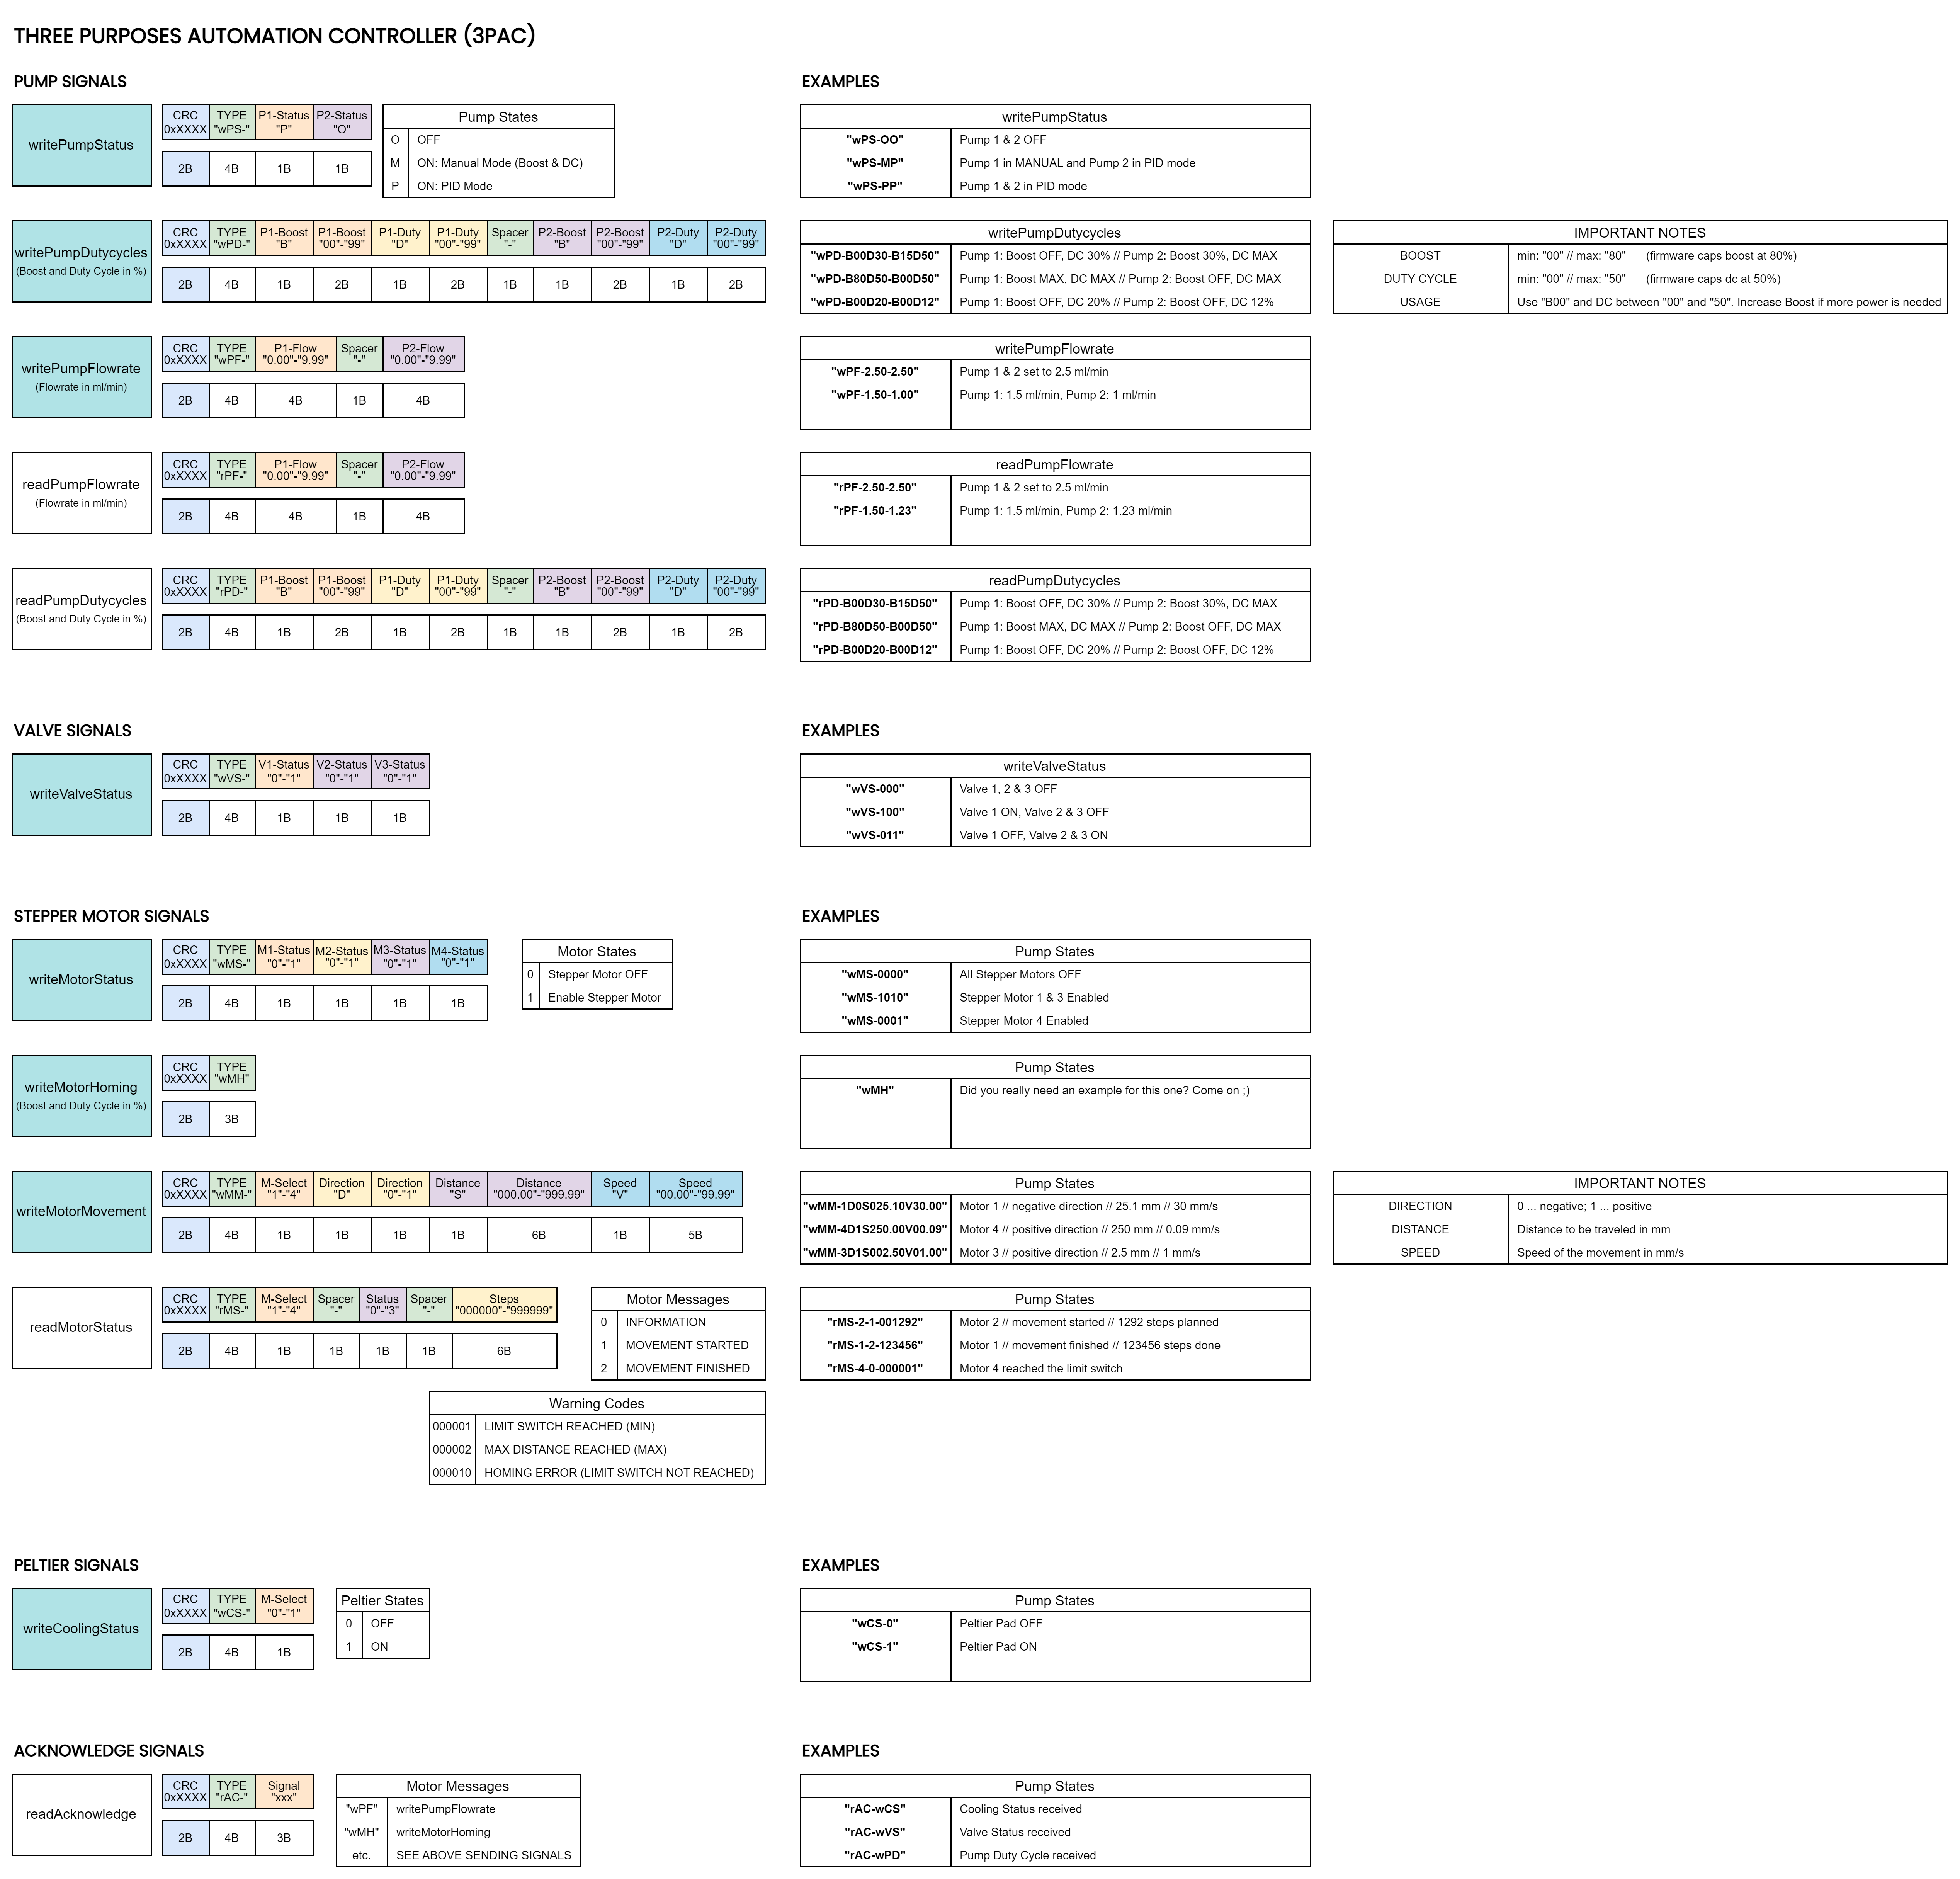 THREE PURPOSES AUTOMATION CONTROLLER (3PAC)
PUMP SIGNALS
EXAMPLES
writePumpStatus
CRC TYPE P1-Status P2-Status
0xXXXX "wPS-" "P" "O"
2B 4B 1B 1B
Pump States
O OFF
M ON: Manual Mode (Boost & DC)
P ON: PID Mode
writePumpStatus
"wPS-OO" Pump 1 & 2 OFF
"wPS-MP" Pump 1 in MANUAL and Pump 2 in PID mode
"wPS-PP" Pump 1 & 2 in PID mode
writePumpDutycycles
(Boost and Duty Cycle in %)
CRC TYPE P1-Boost P1-Boost P1-Duty P1-Duty Spacer P2-Boost P2-Boost P2-Duty P2-Duty
0xXXXX "wPD-" "B" "00"-"99" "D" "00"-"99" "-" "B" "00"-"99" "D" "00"-"99"
2B 4B 1B 2B 1B 2B 1B 1B 2B 1B 2B
writePumpDutycycles
"wPD-B00D30-B15D50" Pump 1: Boost OFF, DC 30% // Pump 2: Boost 30%, DC MAX
"wPD-B80D50-B00D50" Pump 1: Boost MAX, DC MAX // Pump 2: Boost OFF, DC MAX
"wPD-B00D20-B00D12" Pump 1: Boost OFF, DC 20% // Pump 2: Boost OFF, DC 12%
IMPORTANT NOTES
BOOST min: "00" // max: "80" (firmware caps boost at 80%)
DUTY CYCLE min: "00" // max: "50" (firmware caps dc at 50%)
USAGE Use "B00" and DC between "00" and "50". Increase Boost if more power is needed
writePumpFlowrate
(Flowrate in ml/min)
CRC TYPE P1-Flow Spacer P2-Flow
0xXXXX "wPF-" "0.00"-"9.99" "-" "0.00"-"9.99"
2B 4B 4B 1B 4B
writePumpFlowrate
"wPF-2.50-2.50" Pump 1 & 2 set to 2.5 ml/min
"wPF-1.50-1.00" Pump 1: 1.5 ml/min, Pump 2: 1 ml/min
readPumpFlowrate
(Flowrate in ml/min)
CRC TYPE P1-Flow Spacer P2-Flow
0xXXXX "rPF-" "0.00"-"9.99" "-" "0.00"-"9.99"
2B 4B 4B 1B 4B
readPumpFlowrate
"rPF-2.50-2.50" Pump 1 & 2 set to 2.5 ml/min
"rPF-1.50-1.23" Pump 1: 1.5 ml/min, Pump 2: 1.23 ml/min
readPumpDutycycles
(Boost and Duty Cycle in %)
CRC TYPE P1-Boost P1-Boost P1-Duty P1-Duty Spacer P2-Boost P2-Boost P2-Duty P2-Duty
0xXXXX "rPD-" "B" "00"-"99" "D" "00"-"99" "-" "B" "00"-"99" "D" "00"-"99"
2B 4B 1B 2B 1B 2B 1B 1B 2B 1B 2B
readPumpDutycycles
"rPD-B00D30-B15D50" Pump 1: Boost OFF, DC 30% // Pump 2: Boost 30%, DC MAX
"rPD-B80D50-B00D50" Pump 1: Boost MAX, DC MAX // Pump 2: Boost OFF, DC MAX
"rPD-B00D20-B00D12" Pump 1: Boost OFF, DC 20% // Pump 2: Boost OFF, DC 12%
VALVE SIGNALS
EXAMPLES
writeValveStatus
CRC TYPE V1-Status V2-Status V3-Status
0xXXXX "wVS-" "0"-"1" "0"-"1" "0"-"1"
2B 4B 1B 1B 1B
writeValveStatus
"wVS-000" Valve 1, 2 & 3 OFF
"wVS-100" Valve 1 ON, Valve 2 & 3 OFF
"wVS-011" Valve 1 OFF, Valve 2 & 3 ON
STEPPER MOTOR SIGNALS
EXAMPLES
writeMotorStatus
CRC TYPE M1-Status M2-Status M3-Status M4-Status
0xXXXX "wMS-" "0"-"1" "0"-"1" "0"-"1" "0"-"1"
2B 4B 1B 1B 1B 1B
Motor States
0 Stepper Motor OFF
1 Enable Stepper Motor
Pump States
"wMS-0000" All Stepper Motors OFF
"wMS-1010" Stepper Motor 1 & 3 Enabled
"wMS-0001" Stepper Motor 4 Enabled
writeMotorHoming
(Boost and Duty Cycle in %)
CRC TYPE
0xXXXX "wMH"
2B 3B
Pump States
"wMH" Did you really need an example for this one? Come on ;)
writeMotorMovement
CRC TYPE M-Select Direction Direction Distance Distance Speed Speed
0xXXXX "wMM-" "1"-"4" "D" "0"-"1" "S" "000.00"-"999.99" "V" "00.00"-"99.99"
2B 4B 1B 1B 1B 1B 6B 1B 5B
Pump States
"wMM-1D0S025.10V30.00" Motor 1 // negative direction // 25.1 mm // 30 mm/s
"wMM-4D1S250.00V00.09" Motor 4 // positive direction // 250 mm // 0.09 mm/s
"wMM-3D1S002.50V01.00" Motor 3 // positive direction // 2.5 mm // 1 mm/s
IMPORTANT NOTES
DIRECTION 0 ... negative; 1 ... positive
DISTANCE Distance to be traveled in mm
SPEED Speed of the movement in mm/s
readMotorStatus
CRC TYPE M-Select Spacer Status Spacer Steps
0xXXXX "rMS-" "1"-"4" "-" "0"-"3" "-" "000000"-"999999"
2B 4B 1B 1B 1B 1B 6B
Motor Messages
0 INFORMATION
1 MOVEMENT STARTED
2 MOVEMENT FINISHED
Pump States
"rMS-2-1-001292" Motor 2 // movement started // 1292 steps planned
"rMS-1-2-123456" Motor 1 // movement finished // 123456 steps done
"rMS-4-0-000001" Motor 4 reached the limit switch
Warning Codes
000001 LIMIT SWITCH REACHED (MIN)
000002 MAX DISTANCE REACHED (MAX)
000010 HOMING ERROR (LIMIT SWITCH NOT REACHED)
PELTIER SIGNALS
EXAMPLES
writeCoolingStatus
CRC TYPE M-Select
0xXXXX "wCS-" "0"-"1"
2B 4B 1B
Peltier States
0 OFF
1 ON
Pump States
"wCS-0" Peltier Pad OFF
"wCS-1" Peltier Pad ON
ACKNOWLEDGE SIGNALS
EXAMPLES
readAcknowledge
CRC TYPE Signal
0xXXXX "rAC-" "xxx"
2B 4B 3B
Motor Messages
"wPF" writePumpFlowrate
"wMH" writeMotorHoming
etc. SEE ABOVE SENDING SIGNALS
Pump States
"rAC-wCS" Cooling Status received
"rAC-wVS" Valve Status received
"rAC-wPD" Pump Duty Cycle received